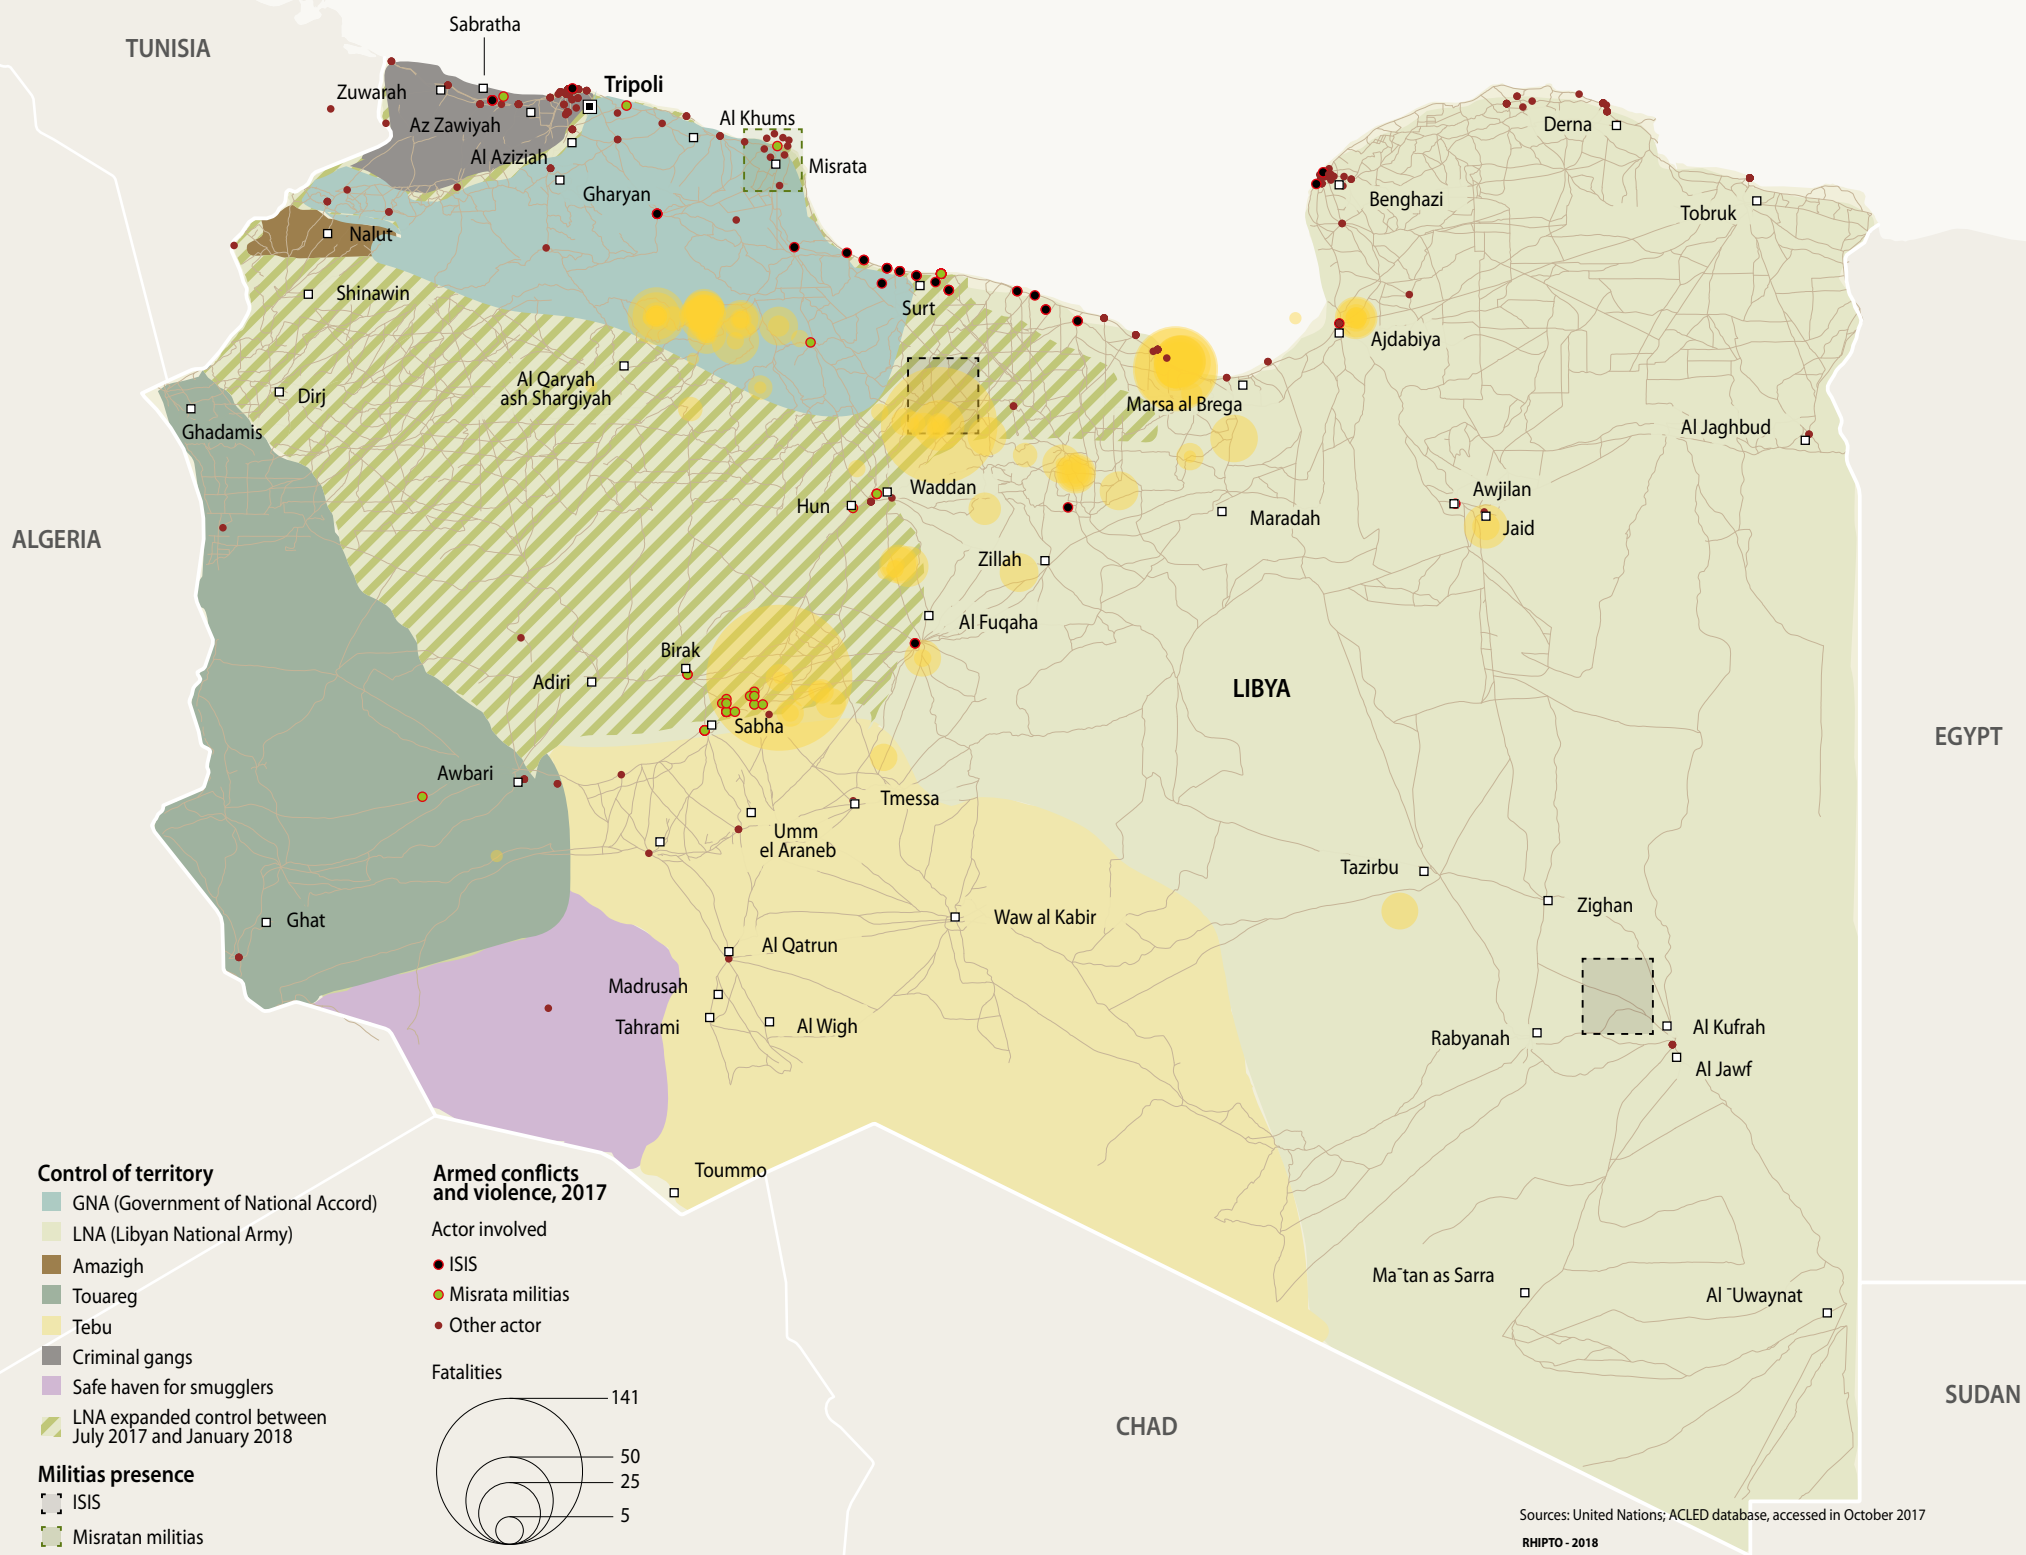 Sabratha
TUNISIA
Zuwarah
Tripoli
Az Zawiyah
Al Khums
Al Aziziah
Misrata
Gharyan
Derna
Benghazi
Tobruk
Nalut
Shinawin
Surt
Ajdabiya
Al Qaryah
ash Shargiyah
Dirj
Marsa al Brega
Ghadamis
Al Jaghbud
Waddan
Hun
Awjilan
Maradah
Jaid
ALGERIA
Zillah
Al Fuqaha
Birak
Adiri
LIBYA
Sabha
EGYPT
Awbari
Tmessa
Umm
el Araneb
Tazirbu
Zighan
Ghat
Waw al Kabir
Al Qatrun
Madrusah
Tahrami
Al Wigh
Rabyanah
Al Kufrah
Al Jawf
Toummo
Ma¯tan as Sarra
Al ¯Uwaynat
CHAD
SUDAN
Control of territory
GNA (Government of National Accord)
LNA (Libyan National Army)
Amazigh
Touareg
Tebu
Criminal gangs
Safe haven for smugglers
LNA expanded control between
July 2017 and January 2018
Militias presence
ISIS
Misratan militias
Armed conflicts
and violence, 2017
Actor involved
ISIS
Misrata militias
Other actor
Fatalities
141
50
25
5
Sources: United Nations; ACLED database, accessed in October 2017
RHIPTO - 2018